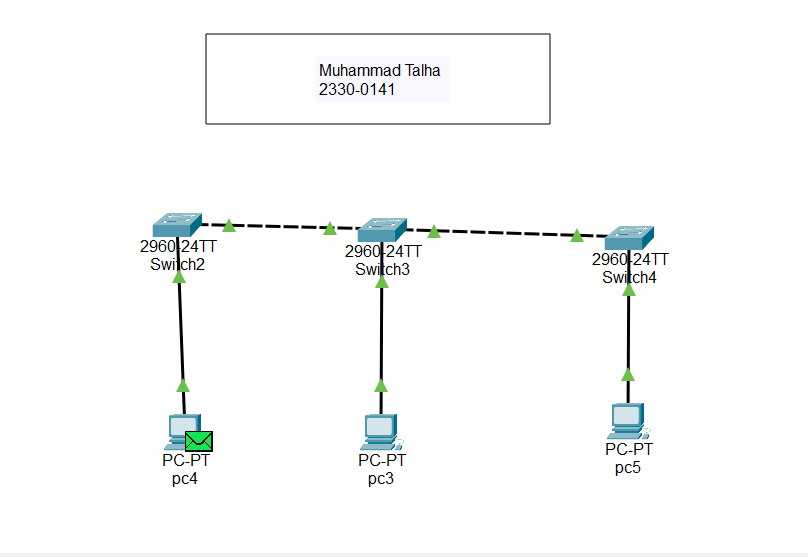 Muhammad Talha
2330-0141
2960-24TT
Switch2
2960-24TT
Switch3
2960-24TT
Switch4
PC-PT
pc4
PC-PT
pc3
PC-PT
pc5